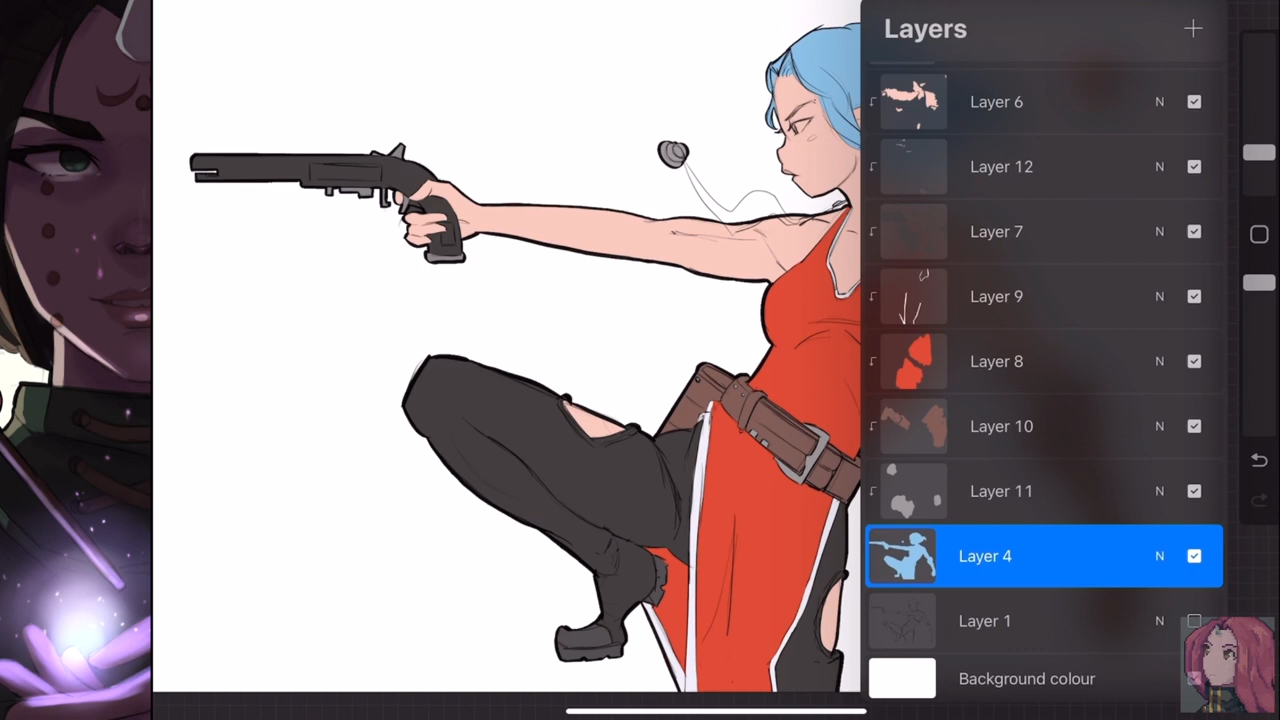 Layers
Layer 6 N
Layer 12 N
Layer 7 N
Layer 9 N
Layer 8 N
Layer 10 N
Layer 11 N
Layer 4 N
Layer 1 N
Background colour